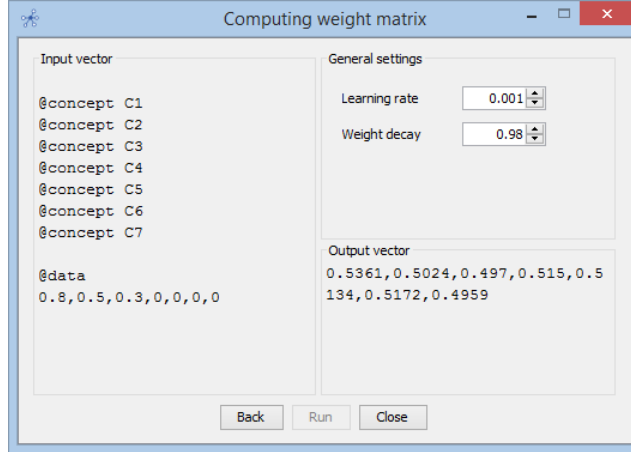 Computing weight matrix
Input vector
@concept C1
@concept C2
@concept C3
@concept C4
@concept C5
@concept C6
@concept C7
@data
0.8,0.5,0.3,0,0,0,0
General settings
Learning rate 0.001
Weight decay 0.98
Output vector
0.5361,0.5024,0.497,0.515,0.5
134,0.5172,0.4959
Back Run Close